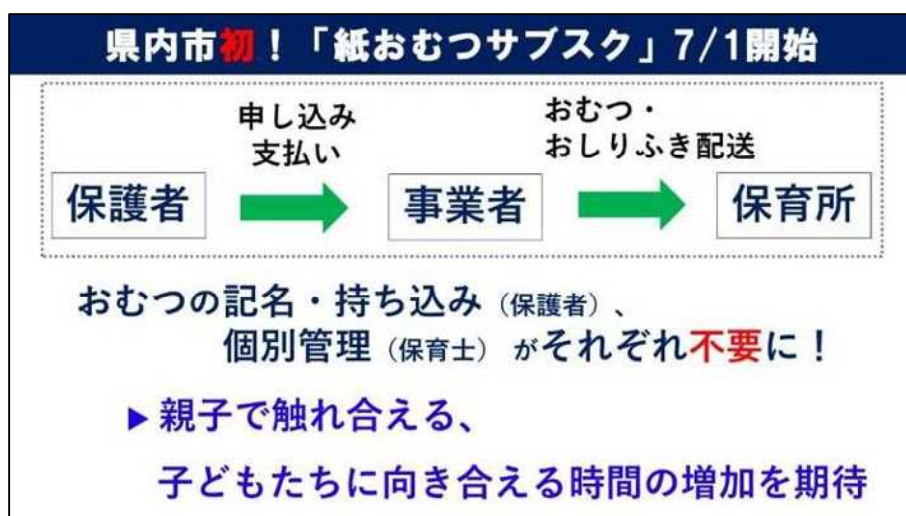 県内市初！「紙おむつサブスク」7/1開始
申し込み
支払い
おむつ・
おしりふき配送
保護者
事業者
保育所
おむつの記名・持ち込み（保護者）、
個別管理（保育士）がそれぞれ不要に！
▶親子で触れ合える、
子どもたちに向き合える時間の増加を期待